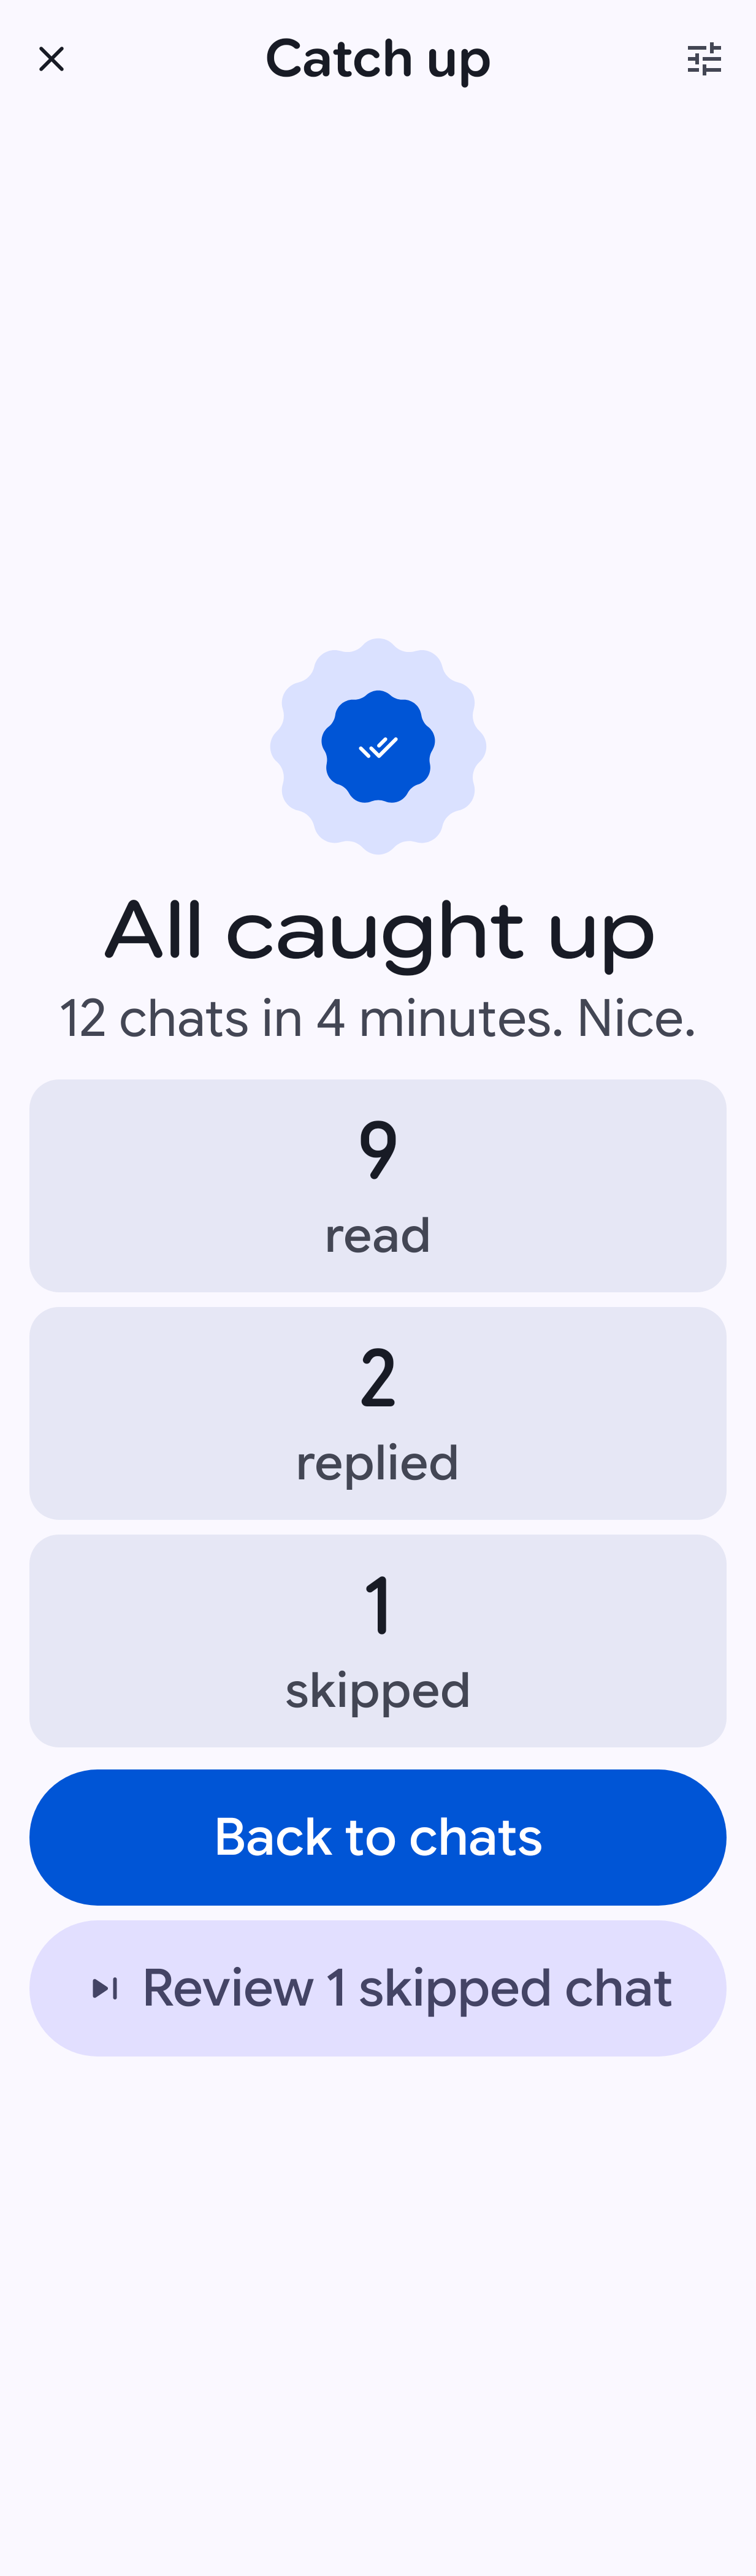 Catch up
All caught up
12 chats in 4 minutes. Nice.
9
read
2
replied
1
skipped
Back to chats
Review 1 skipped chat